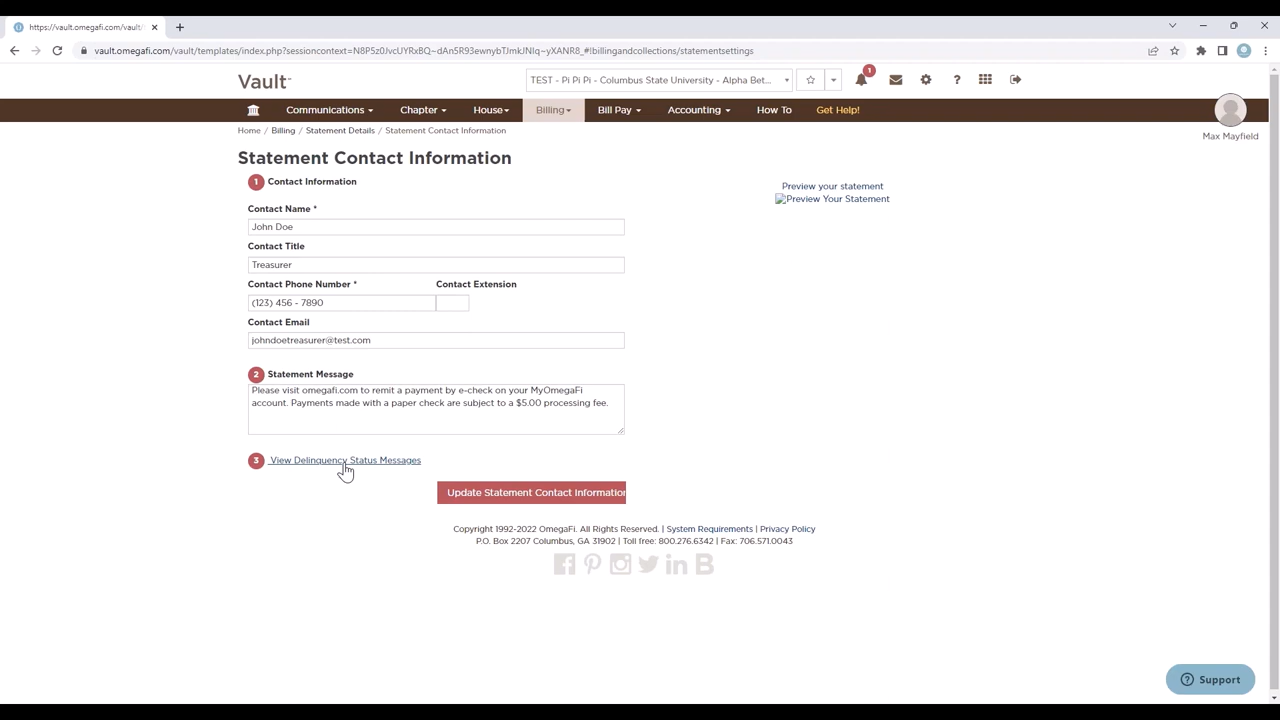 https://vault.omegafi.com/vault/
vault.omegafi.com/vault/templates/index.php?sessioncontext=N8P5z0JvcUYRxBQ~dAn5R93ewnybTJmkJNIq~yXANR8_#!billingandcollections/statementsettings
Vault
TEST - Pi Pi Pi - Columbus State University - Alpha Bet...
1
Communications
Chapter
House
Billing
Bill Pay
Accounting
How To
Get Help!
Max Mayfield
Home / Billing / Statement Details / Statement Contact Information
Statement Contact Information
1 Contact Information
Preview your statement
Preview Your Statement
Contact Name *
John Doe
Contact Title
Treasurer
Contact Phone Number * Contact Extension
(123) 456 - 7890
Contact Email
johndoetreasurer@test.com
2 Statement Message
Please visit omegafi.com to remit a payment by e-check on your MyOmegaFi
account. Payments made with a paper check are subject to a $5.00 processing fee.
3 View Delinquency Status Messages
Update Statement Contact Information
Copyright 1992-2022 OmegaFi. All Rights Reserved. | System Requirements | Privacy Policy
P.O. Box 2207 Columbus, GA 31902 | Toll free: 800.276.6342 | Fax: 706.571.0043
Support